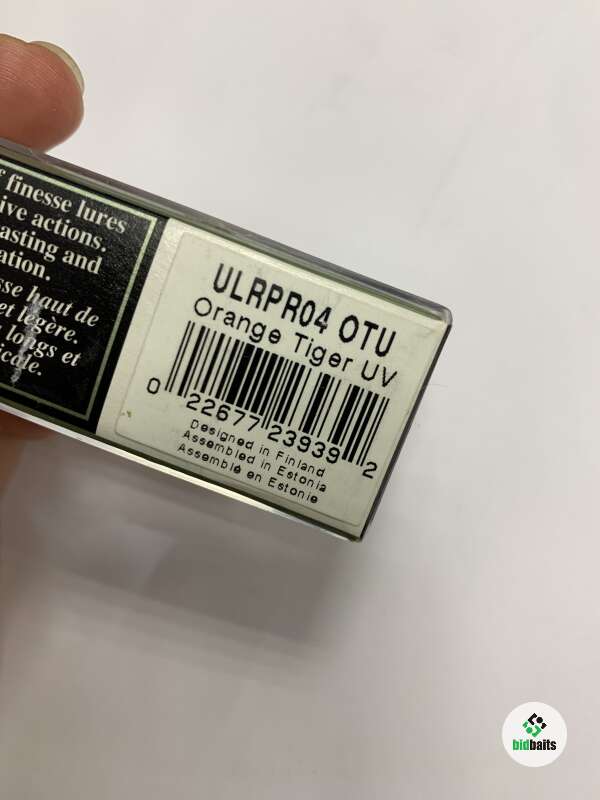 finesse lures
ive actions.
asting and
ation.
sse haut de
et légère.
longs et
icale.
ULRPR04 OTU
Orange Tiger UV
0 22677 23939 2
Designed in Finland
Assembled in Estonia
Assemblé en Estonie
bidbaits